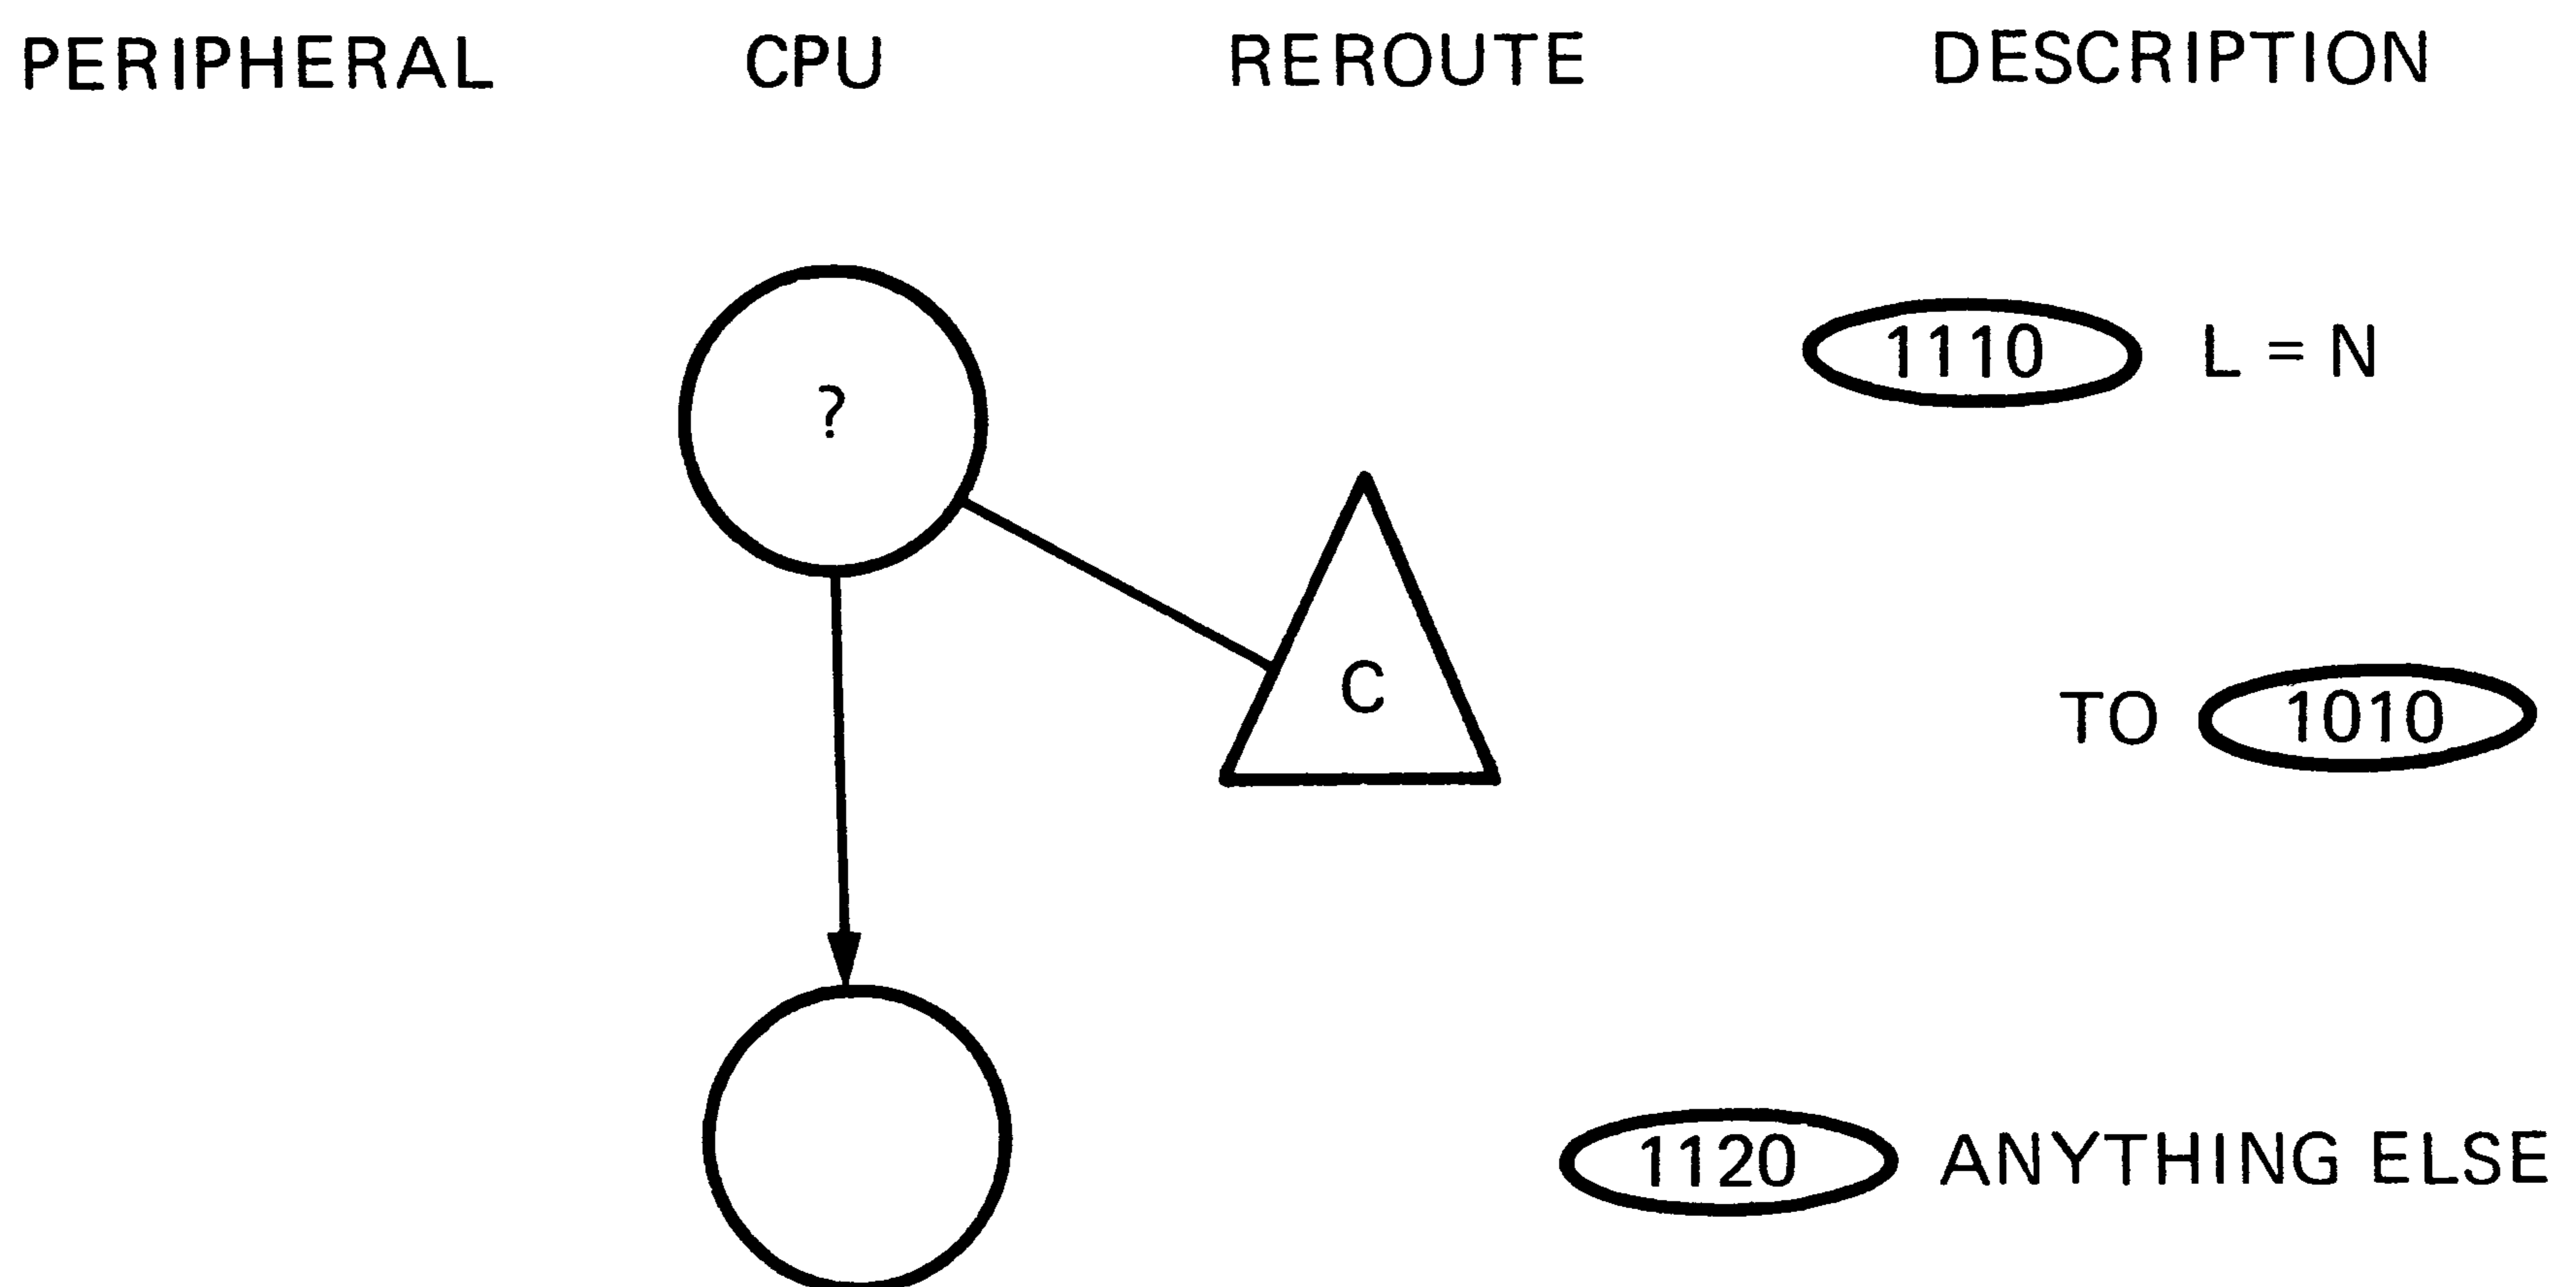 PERIPHERAL CPU REROUTE DESCRIPTION
? 1110 L = N
C TO 1010
1120 ANYTHING ELSE